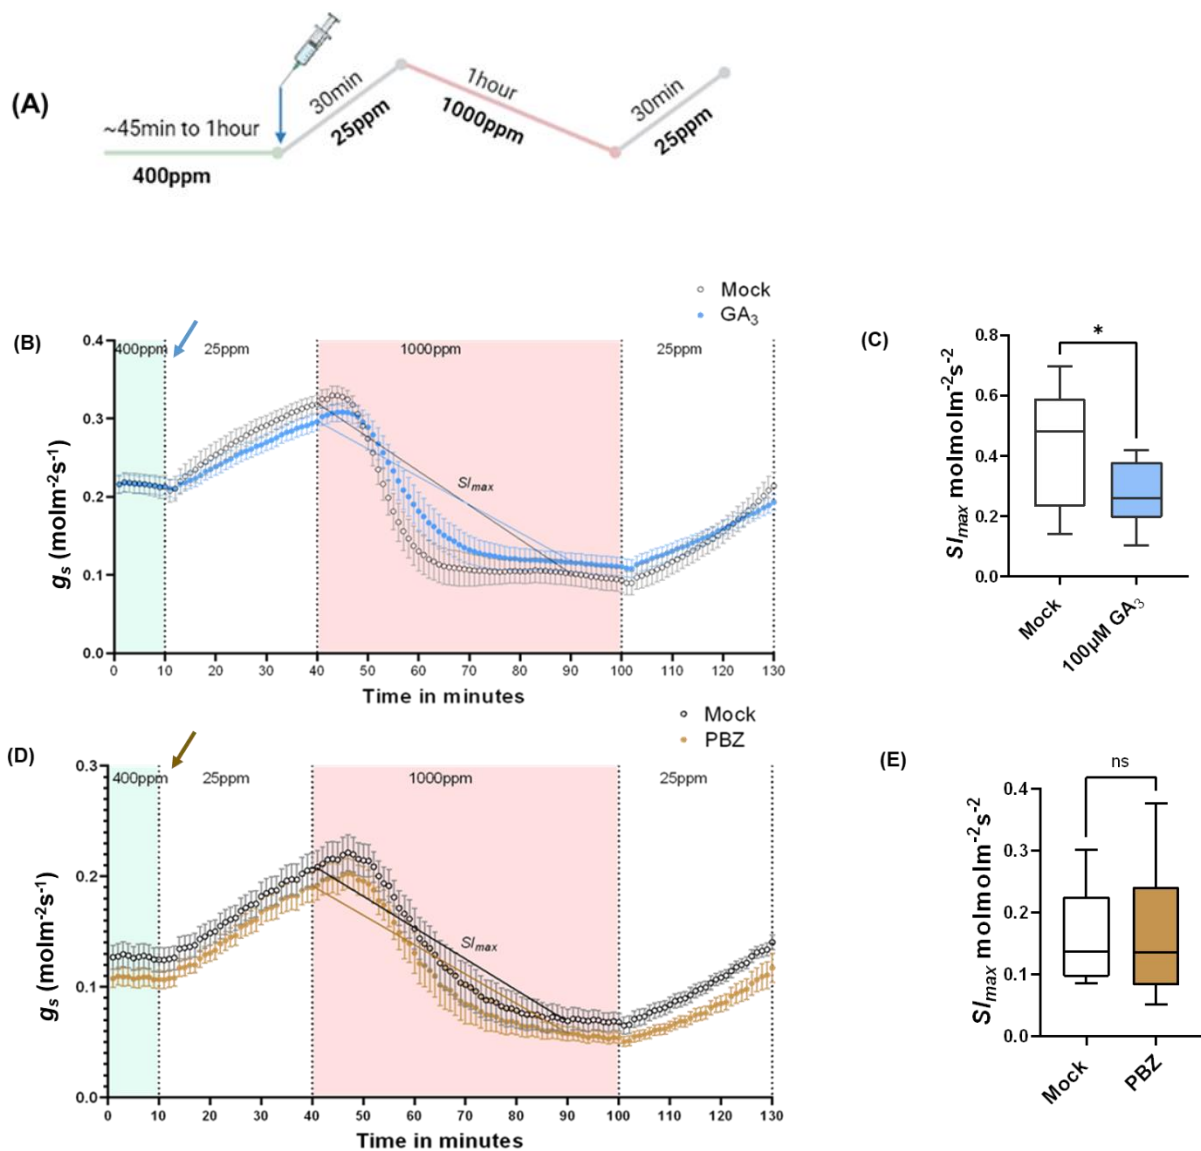 (A)
~45min to 1hour
400ppm
30min
25ppm
1hour
1000ppm
30min
25ppm
(B)
Mock
GA₃
400ppm
25ppm
1000ppm
25ppm
0.4
0.3
0.2
0.1
0.0
gₛ (molm⁻²s⁻¹)
SIₘₐₓ
0 10 20 30 40 50 60 70 80 90 100 110 120 130
Time in minutes
(C)
*
0.8
0.6
0.4
0.2
0.0
SIₘₐₓ molmolm⁻²s⁻²
Mock
100µM GA₃
(D)
Mock
PBZ
400ppm
25ppm
1000ppm
25ppm
0.3
0.2
0.1
0.0
gₛ (molm⁻²s⁻¹)
SIₘₐₓ
0 10 20 30 40 50 60 70 80 90 100 110 120 130
Time in minutes
(E)
ns
0.4
0.3
0.2
0.1
0.0
SIₘₐₓ molmolm⁻²s⁻²
Mock
PBZ